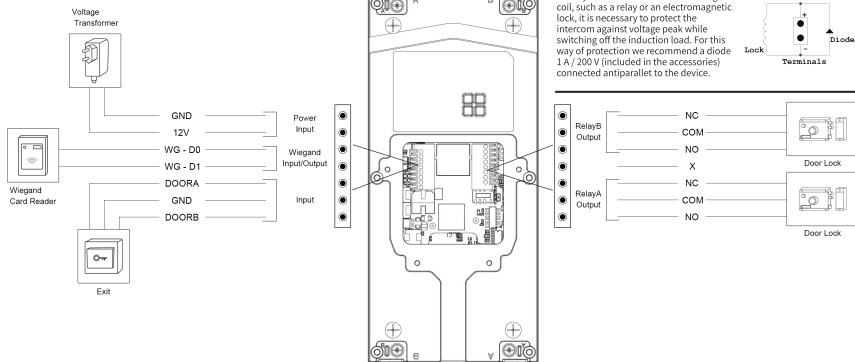 Voltage
Transformer
coil, such as a relay or an electromagnetic
lock, it is necessary to protect the
intercom against voltage peak while
switching off the induction load. For this
way of protection we recommend a diode
1 A / 200 V (included in the accessories)
connected antiparallet to the device.
+
-
Lock
Diode
Terminals
GND
12V
WG - D0
WG - D1
DOORA
GND
DOORB
Power
Input
Wiegand
Input/Output
Input
Wiegand
Card Reader
Exit
RelayB
Output
RelayA
Output
NC
COM
NO
X
NC
COM
NO
Door Lock
Door Lock
A
B
B
A